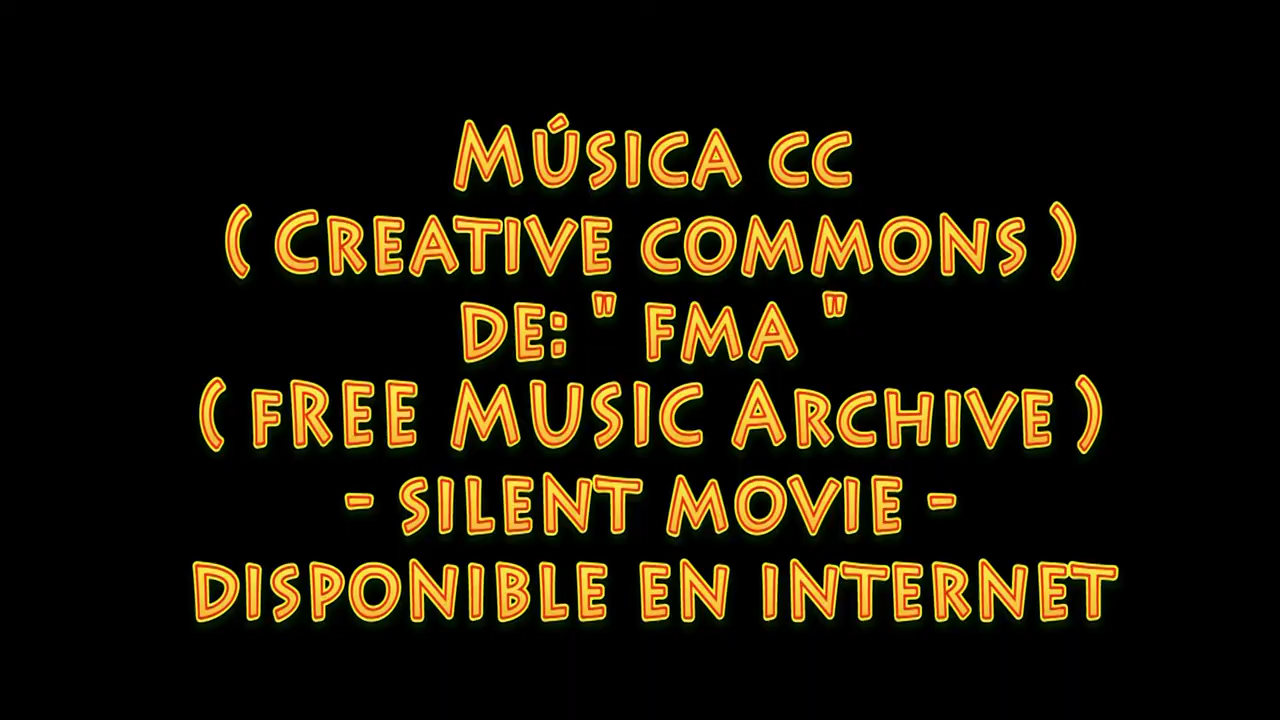 MÚSICA CC
( CREATIVE COMMONS )
DE: " FMA "
( FREE MUSIC ARCHIVE )
- SILENT MOVIE -
DISPONIBLE EN INTERNET